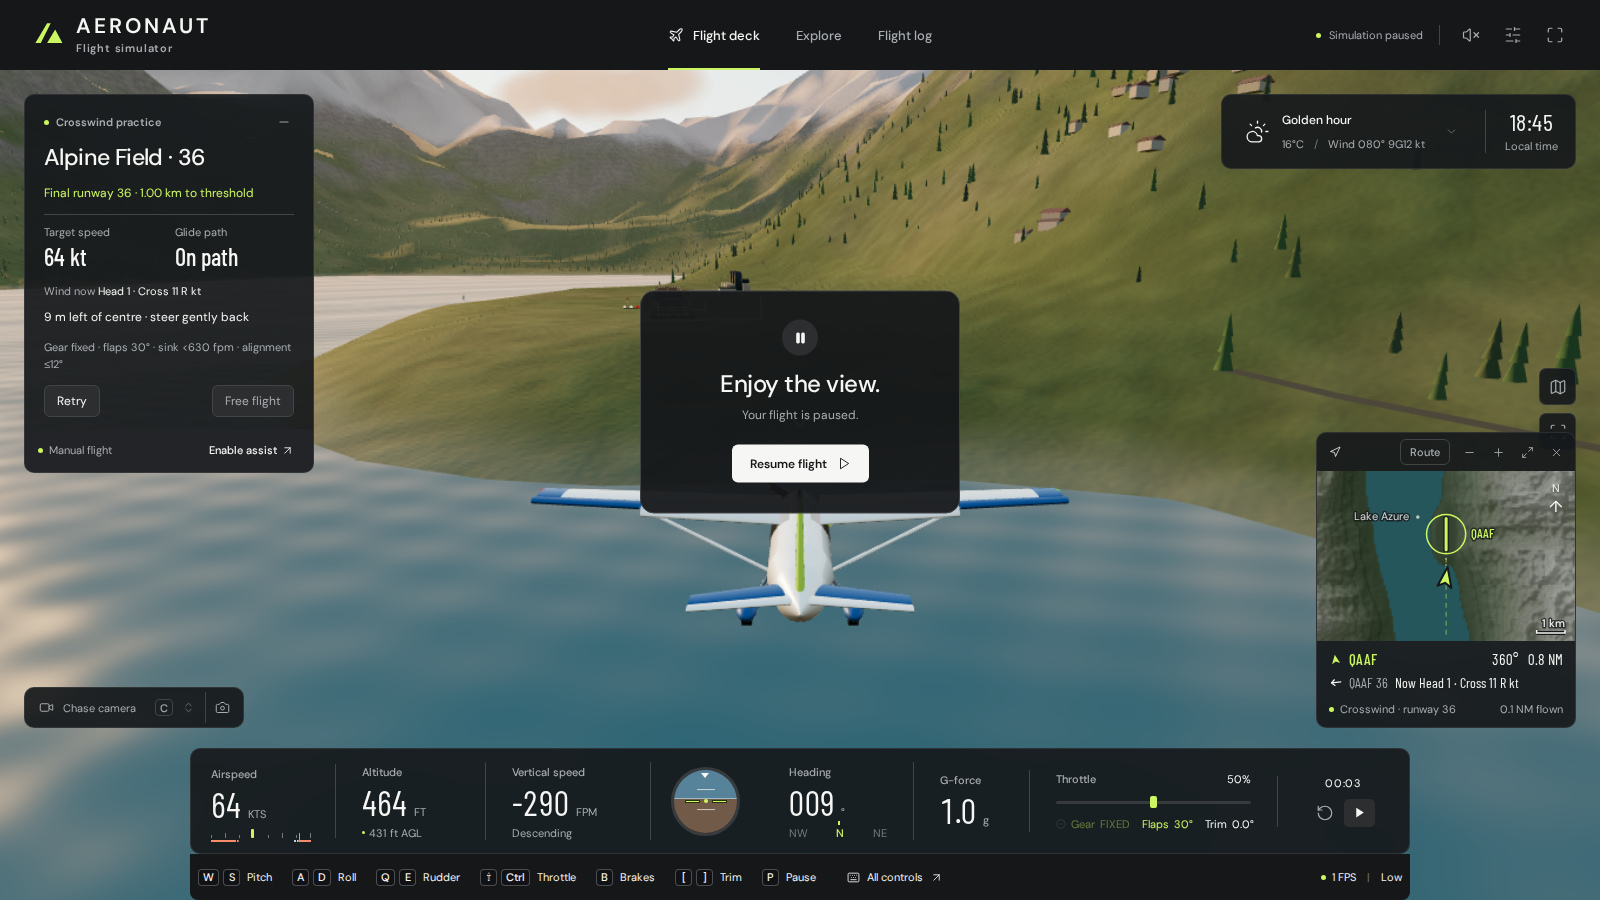 AERONAUT
Flight simulator
Flight deck
Explore
Flight log
Simulation paused
Crosswind practice
Alpine Field · 36
Final runway 36 · 1.00 km to threshold
Target speed
Glide path
64 kt
On path
Wind now Head 1 · Cross 11 R kt
9 m left of centre · steer gently back
Gear fixed · flaps 30° · sink <630 fpm · alignment
≤12°
Retry
Free flight
Manual flight
Enable assist
Golden hour
16°C / Wind 080° 9G12 kt
18:45
Local time
Enjoy the view.
Your flight is paused.
Resume flight
Route
N
Lake Azure
QAAF
1 km
QAAF 360° 0.8 NM
QAAF 36 Now Head 1 · Cross 11 R kt
Crosswind · runway 36
0.1 NM flown
Chase camera C
Airspeed
64 KTS
Altitude
464 FT
431 ft AGL
Vertical speed
-290 FPM
Descending
Heading
009°
NW N NE
G-force
1.0 g
Throttle 50%
Gear FIXED Flaps 30° Trim 0.0°
00:03
W S Pitch
A D Roll
Q E Rudder
⇧ Ctrl Throttle
B Brakes
[ ] Trim
P Pause
All controls
1 FPS | Low